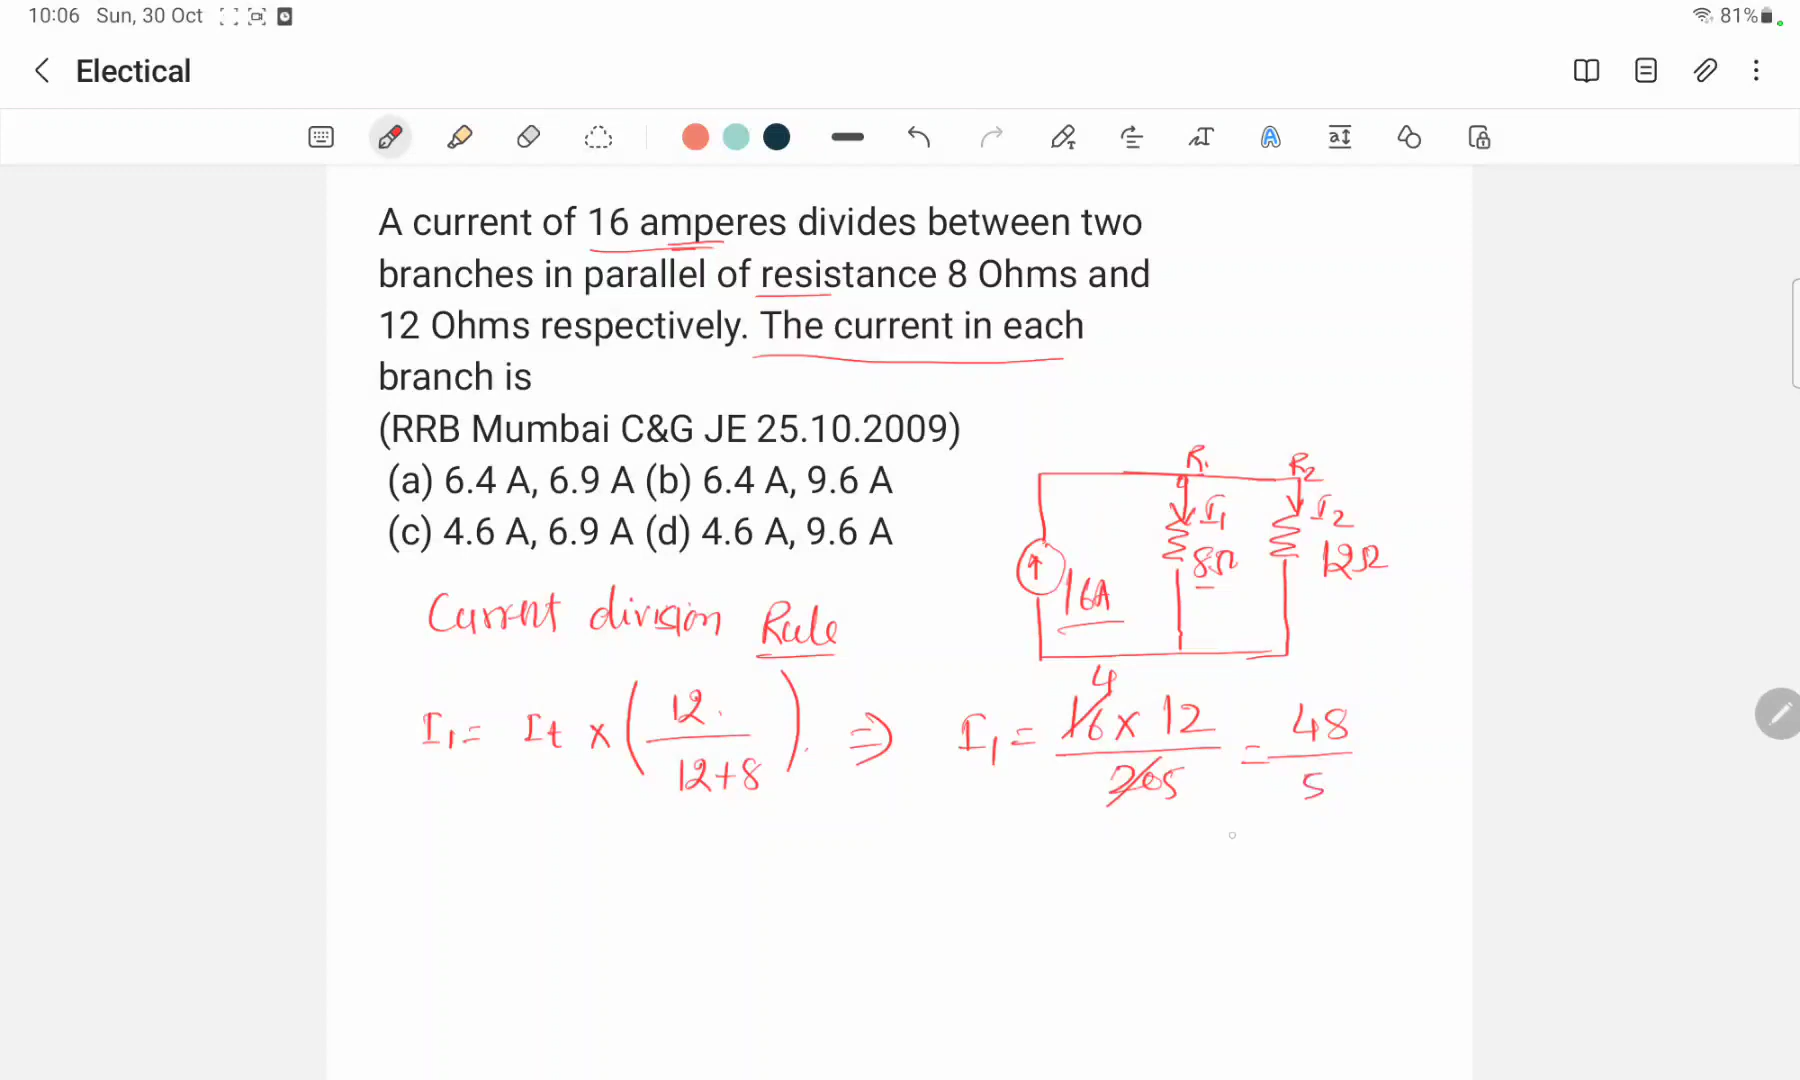 10:06 Sun, 30 Oct 81%
Electical
A current of 16 amperes divides between two
branches in parallel of resistance 8 Ohms and
12 Ohms respectively. The current in each
branch is
(RRB Mumbai C&G JE 25.10.2009)
(a) 6.4 A, 6.9 A (b) 6.4 A, 9.6 A
(c) 4.6 A, 6.9 A (d) 4.6 A, 9.6 A
R1 R2
I1 I2
8Ω 12Ω
16A
Current division Rule
I1 = It × (12 / 12+8) ⇒ I1 = 16 × 12 / 20 = 48 / 5
4
5